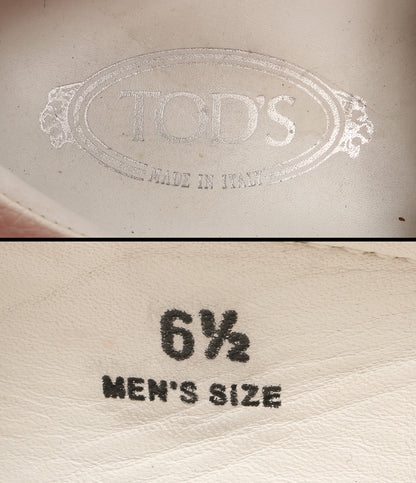 TOD'S
MADE IN ITALY
6½
MEN'S SIZE